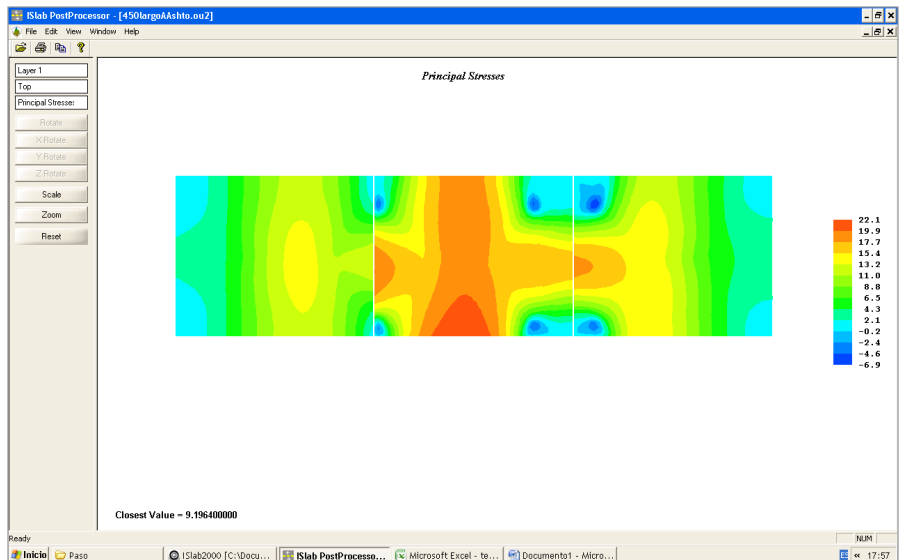 ISlab PostProcessor - [450largoAAshto.ou2]
File Edit View Window Help
Layer 1
Top
Principal Stresse:
Rotate
X Rotate
Y Rotate
Z Rotate
Scale
Zoom
Reset
Principal Stresses
22.1
19.9
17.7
15.4
13.2
11.0
8.8
6.5
4.3
2.1
-0.2
-2.4
-4.6
-6.9
Closest Value = 9.196400000
Ready
NUM
Inicio
Paso
ISlab2000 [C:\Docu...
ISlab PostProcesso...
Microsoft Excel - te...
Documento1 - Micro...
ES
« 17:57